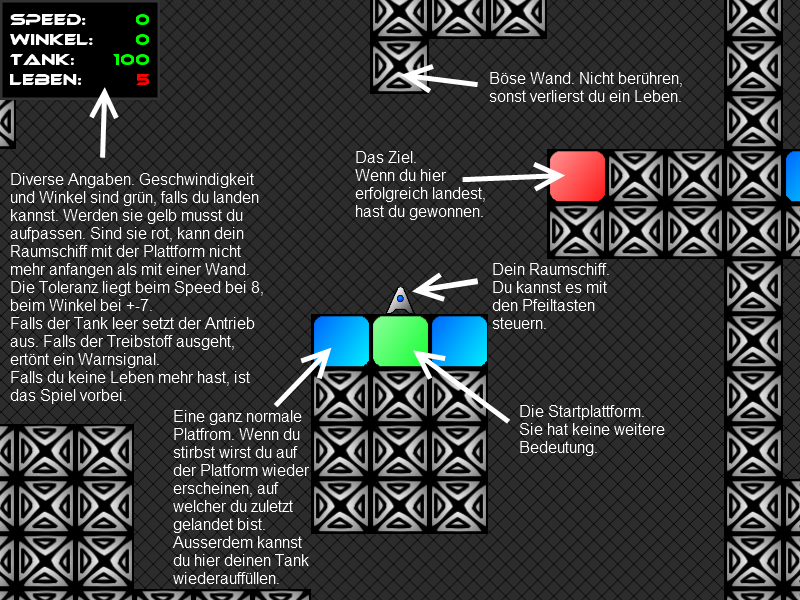 SPEED: 0
WINKEL: 0
TANK: 100
LEBEN: 5
Böse Wand. Nicht berühren,
sonst verlierst du ein Leben.
Das Ziel.
Wenn du hier
erfolgreich landest,
hast du gewonnen.
Diverse Angaben. Geschwindigkeit
und Winkel sind grün, falls du landen
kannst. Werden sie gelb musst du
aufpassen. Sind sie rot, kann dein
Raumschiff mit der Plattform nicht
mehr anfangen als mit einer Wand.
Die Toleranz liegt beim Speed bei 8,
beim Winkel bei +-7.
Falls der Tank leer setzt der Antrieb
aus. Falls der Treibstoff ausgeht,
ertönt ein Warnsignal.
Falls du keine Leben mehr hast, ist
das Spiel vorbei.
Dein Raumschiff.
Du kannst es mit
den Pfeiltasten
steuern.
Eine ganz normale
Platfrom. Wenn du
stirbst wirst du auf
der Platform wieder
erscheinen, auf
welcher du zuletzt
gelandet bist.
Ausserdem kannst
du hier deinen Tank
wiederauffüllen.
Die Startplattform.
Sie hat keine weitere
Bedeutung.